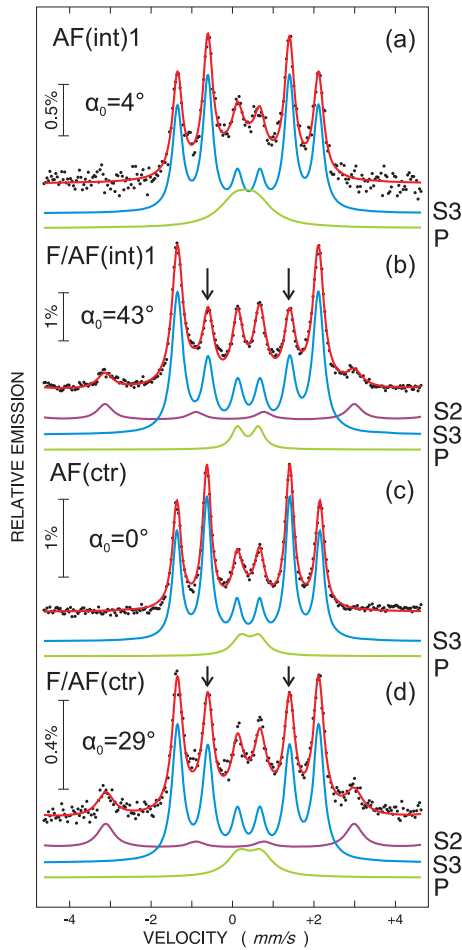 AF(int)1
(a)
0.5%
α₀=4°
S3
P
F/AF(int)1
(b)
1%
α₀=43°
S2
S3
P
RELATIVE EMISSION
AF(ctr)
(c)
1%
α₀=0°
S3
P
F/AF(ctr)
(d)
0.4%
α₀=29°
S2
S3
P
-4 -2 0 +2 +4
VELOCITY ( mm/s )